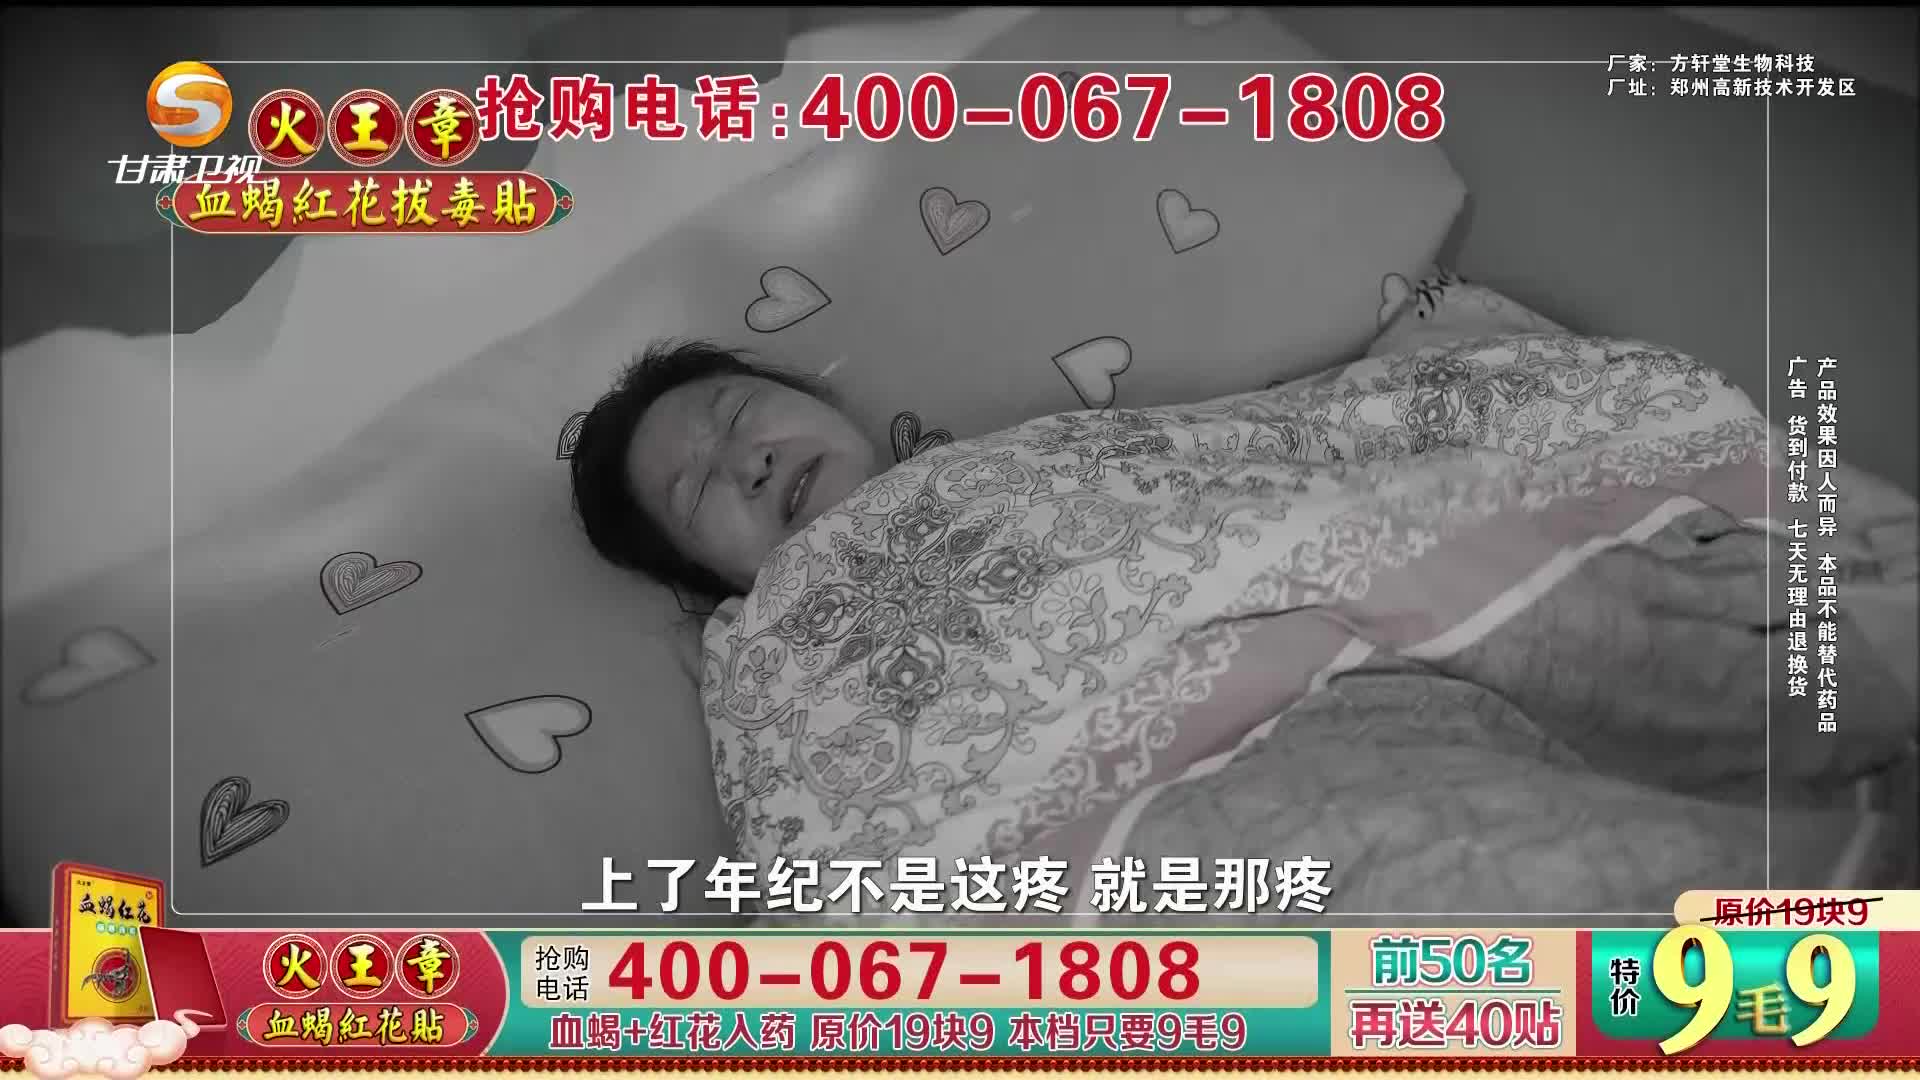 甘肃卫视
火王章
血蝎紅花拔毒貼
抢购电话:400-067-1808
厂家：方轩堂生物科技
厂址：郑州高新技术开发区
产品效果因人而异 本品不能替代药品
广告 货到付款 七天无理由退换货
上了年纪不是这疼 就是那疼
血蝎红花
火王章
血蝎紅花貼
抢购电话
400-067-1808
血蝎+红花入药 原价19块9 本档只要9毛9
前50名
再送40贴
原价19块9
特价
9毛9